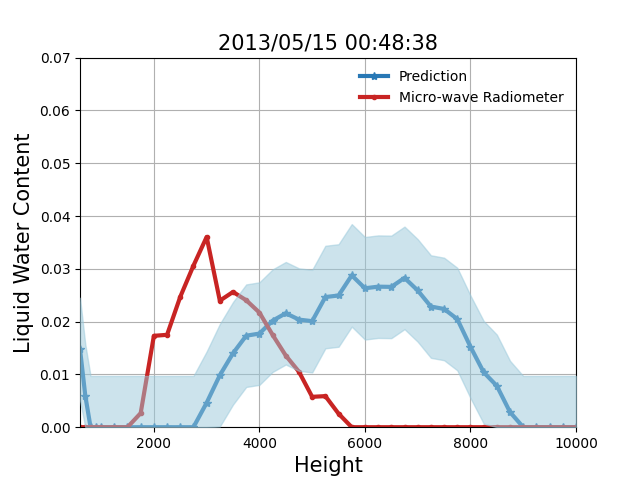 2013/05/15 00:48:38
Prediction
Micro-wave Radiometer
Liquid Water Content
0.07
0.06
0.05
0.04
0.03
0.02
0.01
0.00
2000 4000 6000 8000 10000
Height